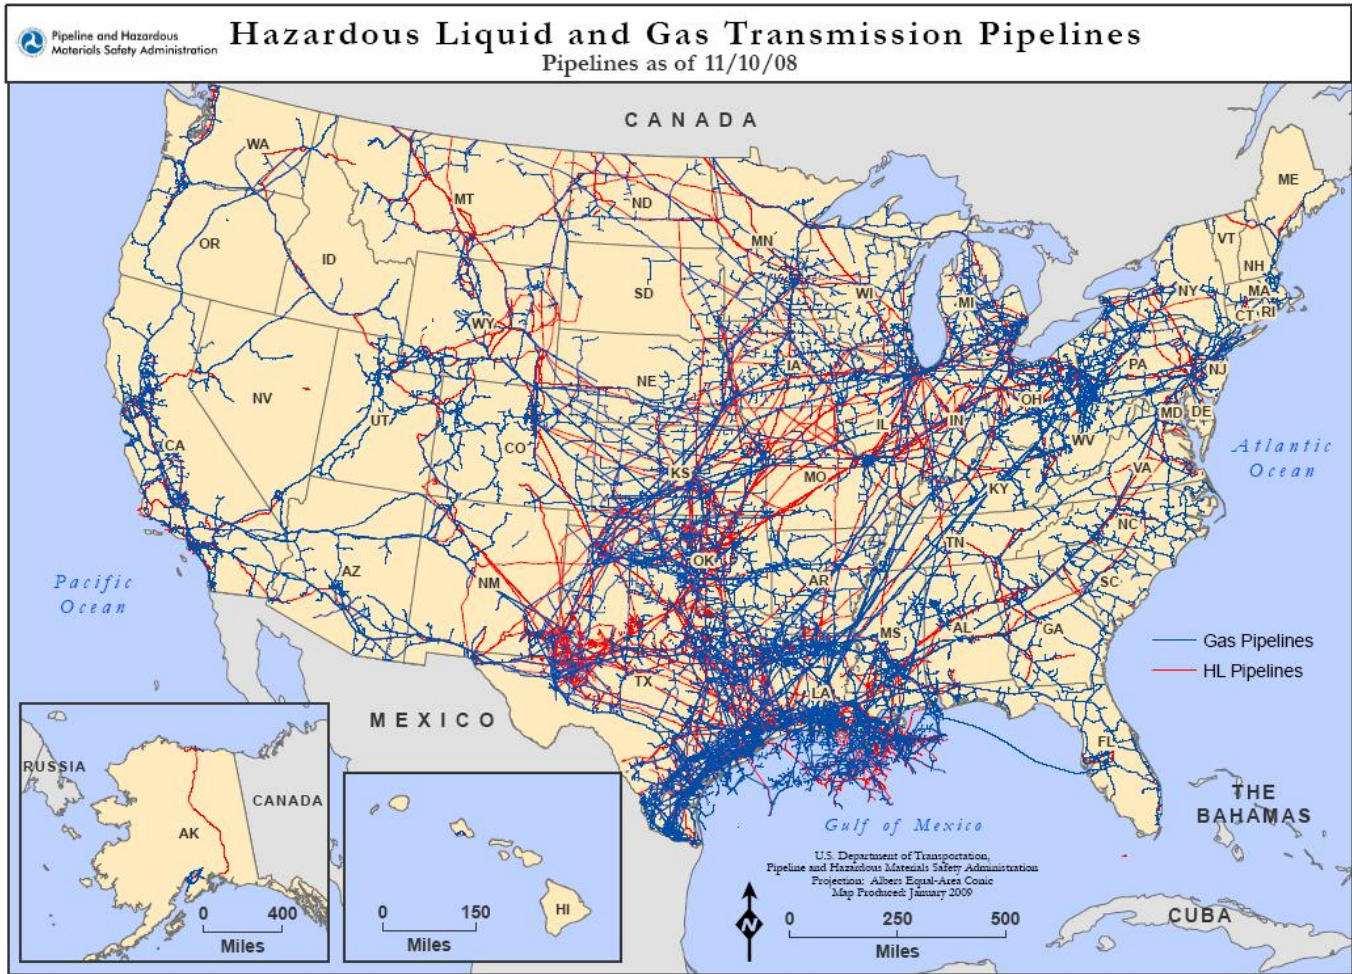 Pipeline and Hazardous
Materials Safety Administration
Hazardous Liquid and Gas Transmission Pipelines
Pipelines as of 11/10/08
CANADA
WA
MT
ND
MN
ME
VT
NH
OR
ID
SD
WI
MI
NY
MA
CT
RI
WY
NV
UT
NE
IA
PA
NJ
OH
IL
IN
MD
DE
CA
CO
WV
KS
MO
VA
KY
Atlantic
Ocean
NC
TN
OK
AZ
NM
AR
SC
Pacific
Ocean
MS
AL
GA
Gas Pipelines
HL Pipelines
TX
LA
MEXICO
FL
RUSSIA
CANADA
AK
0 400
Miles
0 150
Miles
HI
THE
BAHAMAS
Gulf of Mexico
U.S. Department of Transportation,
Pipeline and Hazardous Materials Safety Administration
Projection: Albers Equal-Area Conic
Map Produced: January 2009
N
0 250 500
Miles
CUBA